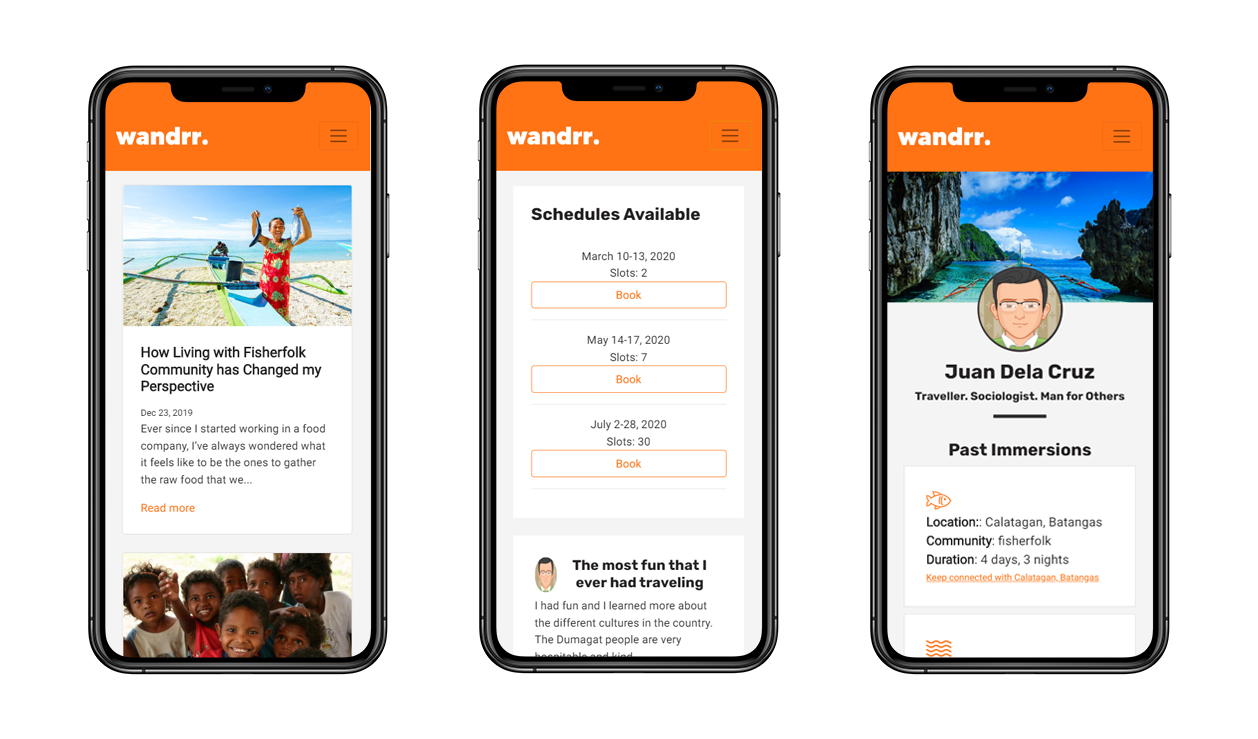 wandrr.
How Living with Fisherfolk
Community has Changed my
Perspective
Dec 23, 2019
Ever since I started working in a food
company, I've always wondered what
it feels like to be the ones to gather
the raw food that we...
Read more
wandrr.
Schedules Available
March 10-13, 2020
Slots: 2
Book
May 14-17, 2020
Slots: 7
Book
July 2-28, 2020
Slots: 30
Book
The most fun that I
ever had traveling
I had fun and I learned more about
the different cultures in the country.
The Dumagat people are very
hospitable and kind
wandrr.
Juan Dela Cruz
Traveller. Sociologist. Man for Others
Past Immersions
Location:: Calatagan, Batangas
Community: fisherfolk
Duration: 4 days, 3 nights
Keep connected with Calatagan, Batangas